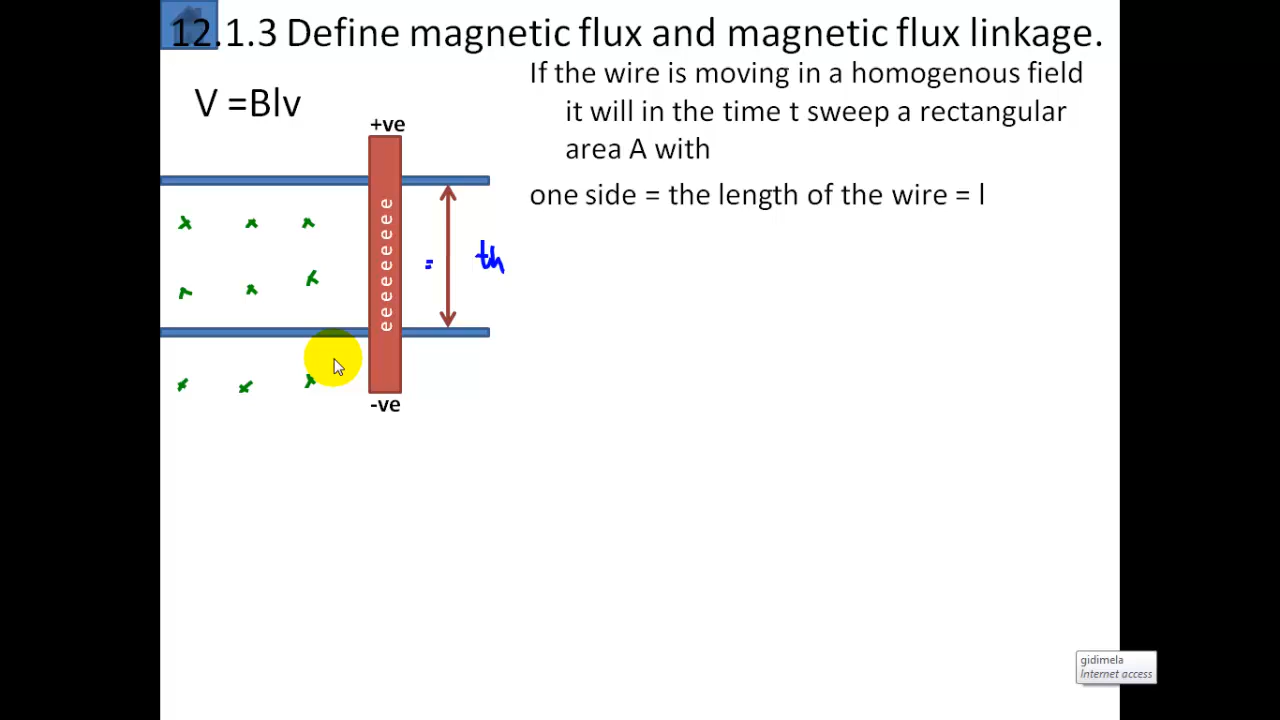 12.1.3 Define magnetic flux and magnetic flux linkage.
V =Blv
If the wire is moving in a homogenous field
it will in the time t sweep a rectangular
area A with
one side = the length of the wire = l
+ve
e
e
e
e
e
e
e
e
e
= th
-ve
x x x
x x x
x x x
gidimela
Internet access